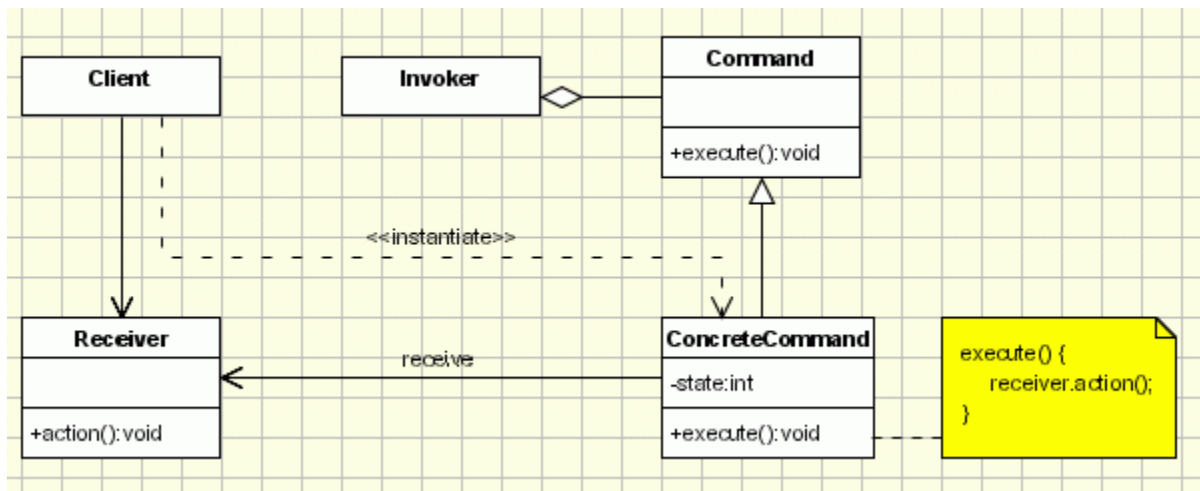 Client
Invoker
Command
+execute():void
<<instantiate>>
Receiver
+action():void
receive
ConcreteCommand
-state:int
+execute():void
execute() {
receiver.action();
}